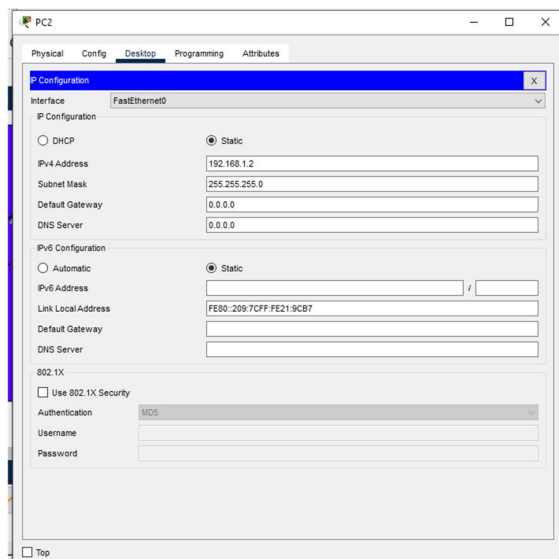 PC2
Physical Config Desktop Programming Attributes
IP Configuration X
Interface FastEthernet0
IP Configuration
DHCP Static
IPv4 Address 192.168.1.2
Subnet Mask 255.255.255.0
Default Gateway 0.0.0.0
DNS Server 0.0.0.0
IPv6 Configuration
Automatic Static
IPv6 Address /
Link Local Address FE80::209:7CFF:FE21:9CB7
Default Gateway
DNS Server
802.1X
Use 802.1X Security
Authentication MD5
Username
Password
Top